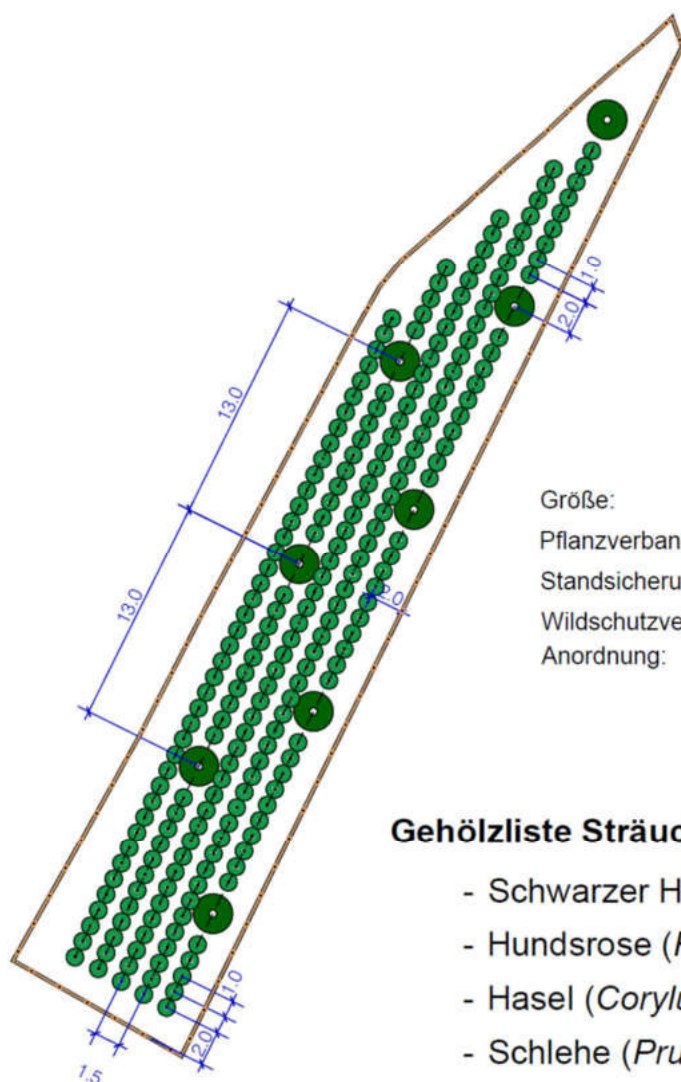 1.0
2.0
13.0
Größe:
Pflanzverban
Standsicheru
13.0
2.0
Wildschutzve
Anordnung:
Gehölzliste Sträuc
- Schwarzer H
- Hundsrose (
- Hasel (Corylu
1.0
2.0
- Schlehe (Pru
1.5